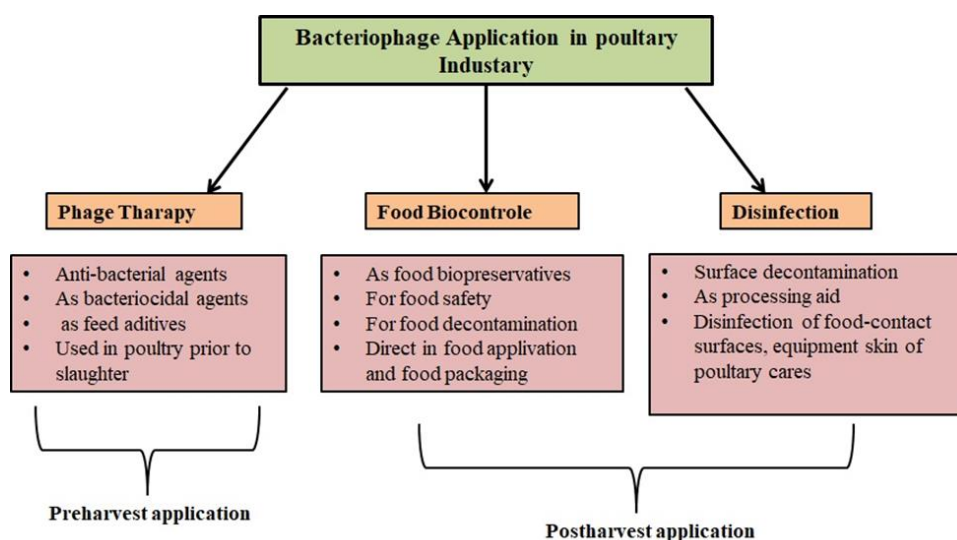 Bacteriophage Application in poultary
Industary
Phage Tharapy
Food Biocontrole
Disinfection
• Anti-bacterial agents
• As bacteriocidal agents
• as feed aditives
• Used in poultry prior to
slaughter
• As food biopreservatives
• For food safety
• For food decontamination
• Direct in food applivation
and food packaging
• Surface decontamination
• As processing aid
• Disinfection of food-contact
surfaces, equipment skin of
poultary cares
Preharvest application
Postharvest application